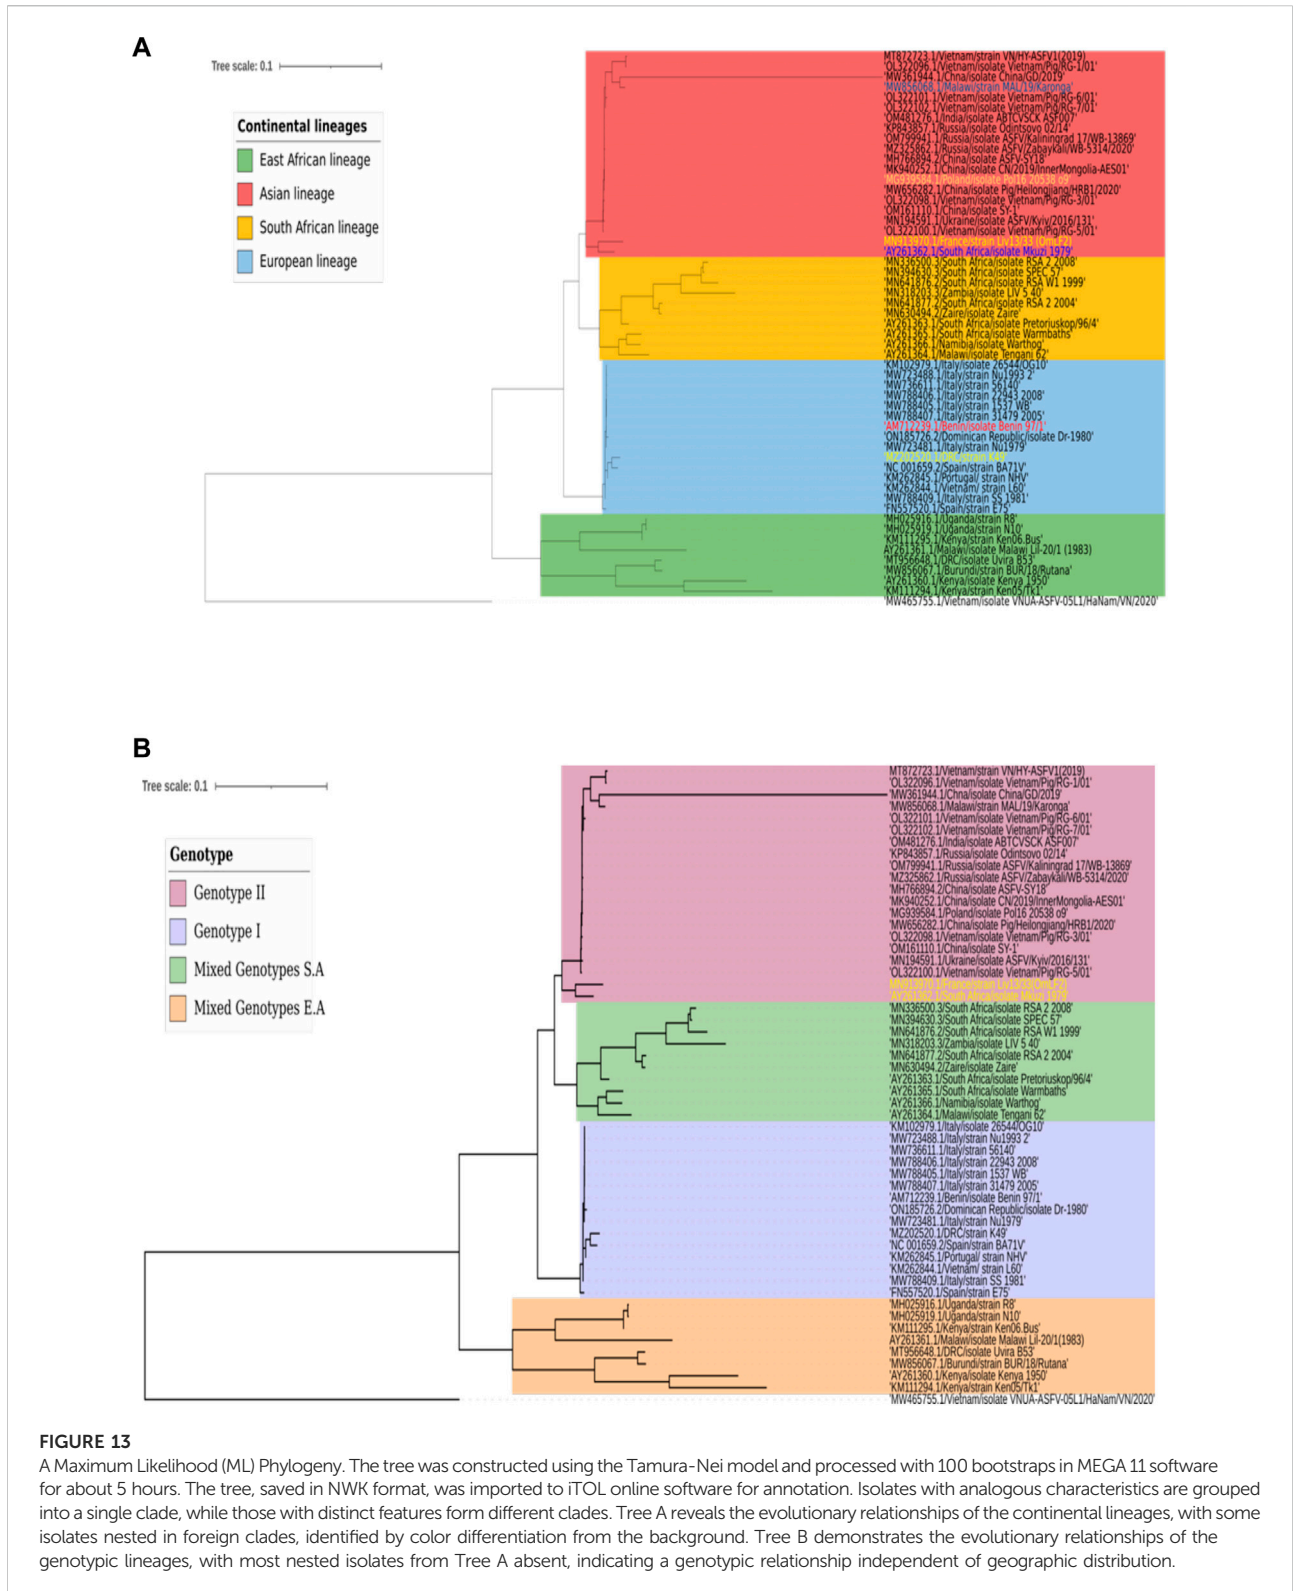 A
Tree scale: 0.1
Continental lineages
East African lineage
Asian lineage
South African lineage
European lineage
MT872723.1/Vietnam/strain VN/HY-ASFV1(2019)
'OL322096.1/Vietnam/isolate Vietnam/Pig/RG-1/01'
'MW361944.1/Chna/isolate China/GD/2019'
'MW856068.1/Malawi/strain MAL/19/Karonga'
'OL322101.1/Vietnam/isolate Vietnam/Pig/RG-6/01'
'OL322102.1/Vietnam/isolate Vietnam/Pig/RG-7/01'
'OM481276.1/India/isolate ABTCVSCK ASF007'
'KP843857.1/Russia/isolate Odintsovo 02/14'
'OM799941.1/Russia/isolate ASFV/Kaliningrad 17/WB-13869'
'MZ325862.1/Russia/isolate ASFV/Zabaykali/WB-5314/2020'
'MH766894.2/China/isolate ASFV-SY18'
'MK940252.1/China/isolate CN/2019/InnerMongolia-AES01'
'MG939584.1/Poland/isolate Pol16 20538 o9'
'MW656282.1/China/isolate Pig/Heilongjiang/HRB1/2020'
'OL322098.1/Vietnam/isolate Vietnam/Pig/RG-3/01'
'OM161110.1/China/isolate SY-1'
'MN194591.1/Ukraine/isolate ASFV/Kyiv/2016/131'
'OL322100.1/Vietnam/isolate Vietnam/Pig/RG-5/01'
MN913970.1/France/strain Liv13/33 (OmLF2)
'AY261362.1/South Africa/isolate Mkuzi 1979'
'MN336500.3/South Africa/isolate RSA 2 2008'
'MN394630.3/South Africa/isolate SPEC 57'
'MN641876.2/South Africa/isolate RSA W1 1999'
'MN318203.3/Zambia/isolate LIV 5 40'
'MN641877.2/South Africa/isolate RSA 2 2004'
'MN630494.2/Zaire/isolate Zaire'
'AY261363.1/South Africa/isolate Pretoriuskop/96/4'
'AY261365.1/South Africa/isolate Warmbaths'
'AY261366.1/Namibia/isolate Warthog'
'AY261364.1/Malawi/isolate Tengani 62'
'KM102979.1/Italy/isolate 26544/OG10'
'MW723488.1/Italy/strain Nu1993 2'
'MW736611.1/Italy/strain 56140'
'MW788406.1/Italy/strain 22943 2008'
'MW788405.1/Italy/strain 1537 WB'
'MW788407.1/Italy/strain 31479 2005'
'AM712239.1/Benin/isolate Benin 97/1'
'ON185726.2/Dominican Republic/isolate Dr-1980'
'MW723481.1/Italy/strain Nu1979'
'MZ202520.1/DRC/strain K49'
'NC 001659.2/Spain/strain BA71V'
'KM262845.1/Portugal/ strain NHV'
'KM262844.1/Vietnam/ strain L60'
'MW788409.1/Italy/strain SS 1981'
'FN557520.1/Spain/strain E75'
'MH025916.1/Uganda/strain R8'
'MH025919.1/Uganda/strain N10'
'KM111295.1/Kenya/strain Ken06.Bus'
AY261361.1/Malawi/isolate Malawi Lil-20/1 (1983)
'MT956648.1/DRC/isolate Uvira B53'
'MW856067.1/Burundi/strain BUR/18/Rutana'
'AY261360.1/Kenya/isolate Kenya 1950'
'KM111294.1/Kenya/strain Ken05/Tk1'
'MW465755.1/Vietnam/isolate VNUA-ASFV-05L1/HaNam/VN/2020'
B
Tree scale: 0.1
Genotype
Genotype II
Genotype I
Mixed Genotypes S.A
Mixed Genotypes E.A
MT872723.1/Vietnam/strain VN/HY-ASFV1(2019)
'OL322096.1/Vietnam/isolate Vietnam/Pig/RG-1/01'
'MW361944.1/Chna/isolate China/GD/2019'
'MW856068.1/Malawi/strain MAL/19/Karonga'
'OL322101.1/Vietnam/isolate Vietnam/Pig/RG-6/01'
'OL322102.1/Vietnam/isolate Vietnam/Pig/RG-7/01'
'OM481276.1/India/isolate ABTCVSCK ASF007'
'KP843857.1/Russia/isolate Odintsovo 02/14'
'OM799941.1/Russia/isolate ASFV/Kaliningrad 17/WB-13869'
'MZ325862.1/Russia/isolate ASFV/Zabaykali/WB-5314/2020'
'MH766894.2/China/isolate ASFV-SY18'
'MK940252.1/China/isolate CN/2019/InnerMongolia-AES01'
'MG939584.1/Poland/isolate Pol16 20538 o9'
'MW656282.1/China/isolate Pig/Heilongjiang/HRB1/2020'
'OL322098.1/Vietnam/isolate Vietnam/Pig/RG-3/01'
'OM161110.1/China/isolate SY-1'
'MN194591.1/Ukraine/isolate ASFV/Kyiv/2016/131'
'OL322100.1/Vietnam/isolate Vietnam/Pig/RG-5/01'
MN913970.1/France/strain Liv13/33(OmLF2)
'AY261362.1/South Africa/isolate Mkuzi 1979'
'MN336500.3/South Africa/isolate RSA 2 2008'
'MN394630.3/South Africa/isolate SPEC 57'
'MN641876.2/South Africa/isolate RSA W1 1999'
'MN318203.3/Zambia/isolate LIV 5 40'
'MN641877.2/South Africa/isolate RSA 2 2004'
'MN630494.2/Zaire/isolate Zaire'
'AY261363.1/South Africa/isolate Pretoriuskop/96/4'
'AY261365.1/South Africa/isolate Warmbaths'
'AY261366.1/Namibia/isolate Warthog'
'AY261364.1/Malawi/isolate Tengani 62'
'KM102979.1/Italy/isolate 26544/OG10'
'MW723488.1/Italy/strain Nu1993 2'
'MW736611.1/Italy/strain 56140'
'MW788406.1/Italy/strain 22943 2008'
'MW788405.1/Italy/strain 1537 WB'
'MW788407.1/Italy/strain 31479 2005'
'AM712239.1/Benin/isolate Benin 97/1'
'ON185726.2/Dominican Republic/isolate Dr-1980'
'MW723481.1/Italy/strain Nu1979'
'MZ202520.1/DRC/strain K49'
'NC 001659.2/Spain/strain BA71V'
'KM262845.1/Portugal/ strain NHV'
'KM262844.1/Vietnam/ strain L60'
'MW788409.1/Italy/strain SS 1981'
'FN557520.1/Spain/strain E75'
'MH025916.1/Uganda/strain R8'
'MH025919.1/Uganda/strain N10'
'KM111295.1/Kenya/strain Ken06.Bus'
AY261361.1/Malawi/isolate Malawi Lil-20/1(1983)
'MT956648.1/DRC/isolate Uvira B53'
'MW856067.1/Burundi/strain BUR/18/Rutana'
'AY261360.1/Kenya/isolate Kenya 1950'
'KM111294.1/Kenya/strain Ken05/Tk1'
'MW465755.1/Vietnam/isolate VNUA-ASFV-05L1/HaNam/VN/2020'
FIGURE 13
A Maximum Likelihood (ML) Phylogeny. The tree was constructed using the Tamura-Nei model and processed with 100 bootstraps in MEGA 11 software
for about 5 hours. The tree, saved in NWK format, was imported to iTOL online software for annotation. Isolates with analogous characteristics are grouped
into a single clade, while those with distinct features form different clades. Tree A reveals the evolutionary relationships of the continental lineages, with some
isolates nested in foreign clades, identified by color differentiation from the background. Tree B demonstrates the evolutionary relationships of the
genotypic lineages, with most nested isolates from Tree A absent, indicating a genotypic relationship independent of geographic distribution.